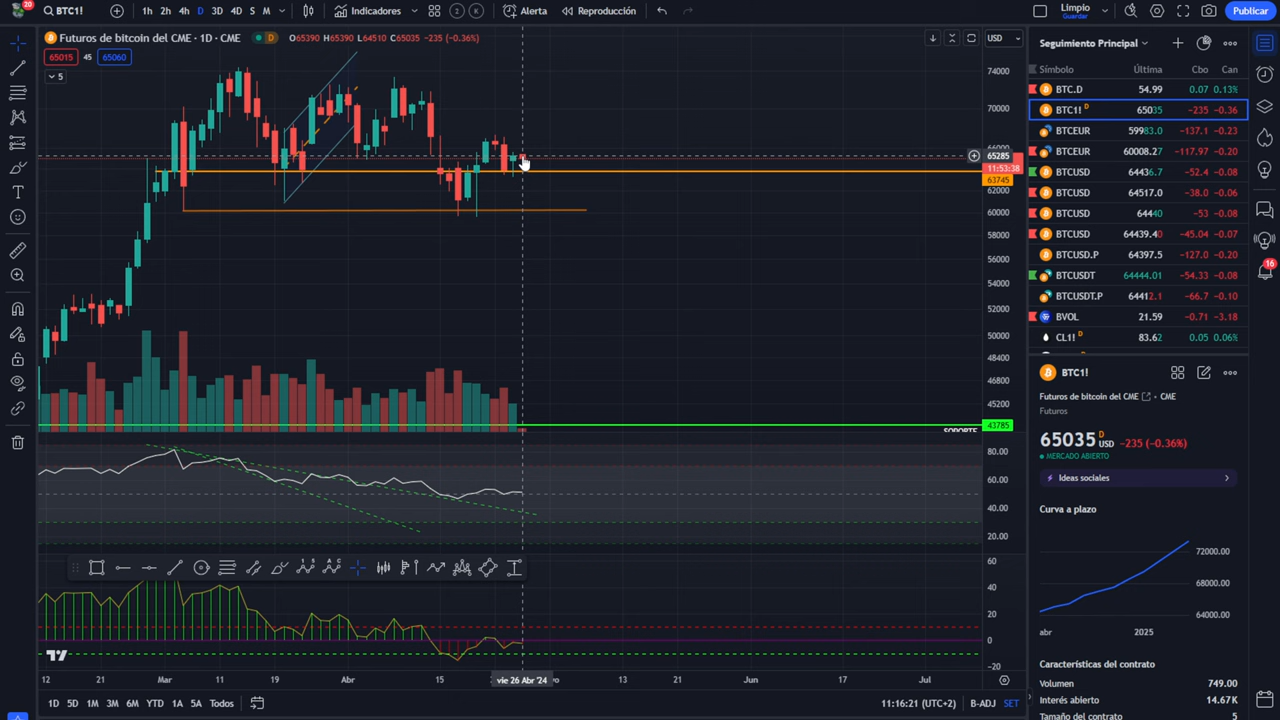 20 BTC1! 1h 2h 4h D 3D 4D S M Indicadores 2 K Alerta Reproducción Limpio Guardar Publicar
Futuros de bitcoin del CME · 1D · CME D O65390 H65390 L64510 C65035 -235 (-0.36%)
65015 45 65060
5
USD
74000
70000
65285
11:53:38
63745
62000
60000
58000
56000
54000
52000
50000
48400
46800
45200
43785
SOPORTE
80.00
60.00
40.00
20.00
60
40
20
0
-20
12 21 Mar 11 19 Abr 15 vie 26 Abr '24 13 21 Jun 17 Jul
1D 5D 1M 3M 6M YTD 1A 5A Todos 11:16:21 (UTC+2) B-ADJ SET
Seguimiento Principal
Símbolo Última Cbo Can
BTC.D 54.99 0.07 0.13%
BTC1! D 65035 -235 -0.36
BTCEUR 59983.0 -137.1 -0.23
BTCEUR 60008.27 -117.97 -0.20
BTCUSD 64436.7 -52.4 -0.08
BTCUSD 64517.0 -38.0 -0.06
BTCUSD 64440 -53 -0.08
BTCUSD 64439.40 -45.04 -0.07
BTCUSD.P 64397.5 -127.0 -0.20
BTCUSDT 64444.01 -54.33 -0.08
BTCUSDT.P 64412.1 -66.7 -0.10
BVOL 21.59 -0.71 -3.18
CL1! D 83.62 0.05 0.06%
16
BTC1!
Futuros de bitcoin del CME · CME
Futuros
65035 D USD -235 (-0.36%)
MERCADO ABIERTO
Ideas sociales
Curva a plazo
72000.00
68000.00
64000.00
abr 2025
Características del contrato
Volumen 749.00
Interés abierto 14.67K
Tamaño del contrato 5